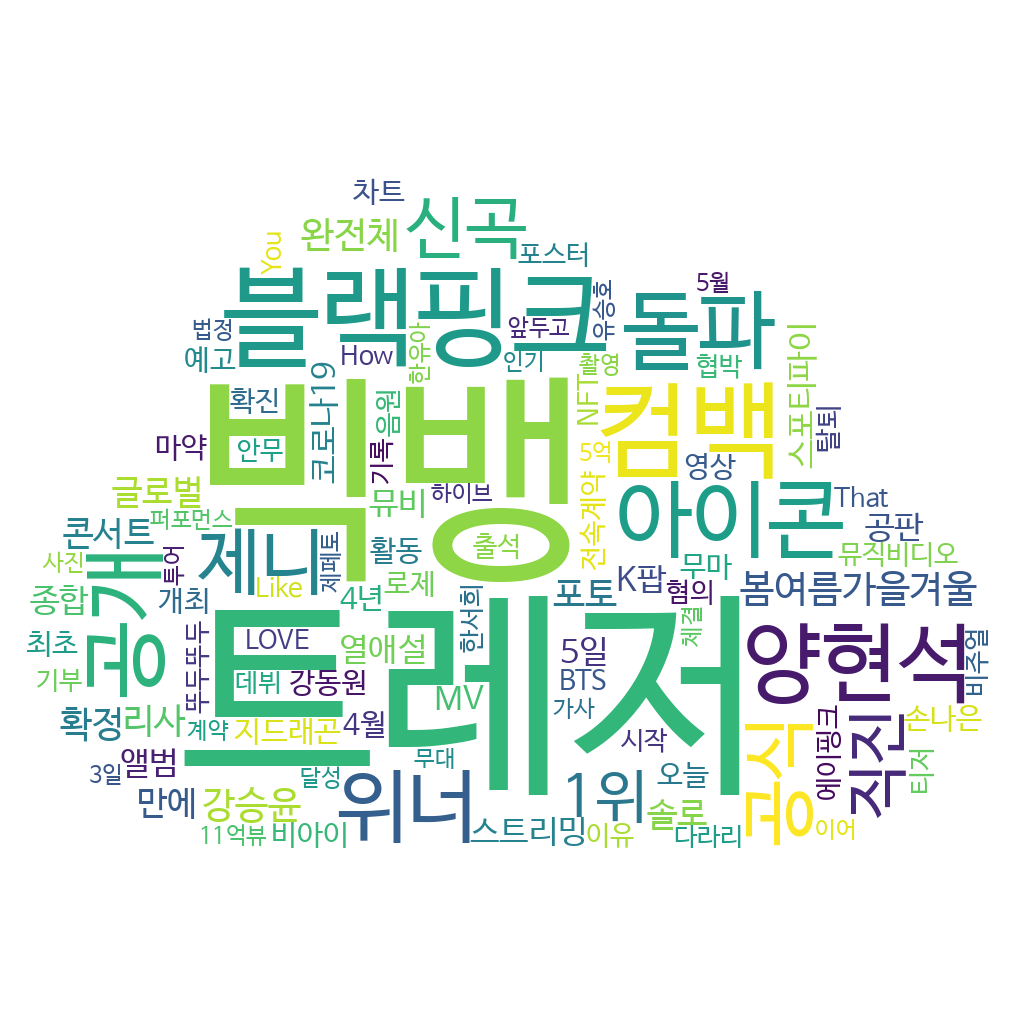 차트
신곡
You
완전체
포스터
블랙핑크
5월
유승호
돌파
법정
예고
How
한유아
앞두고
인기
촬영
협박
스포티파이
확진
코로나19
음원
빅뱅
NFT
컴백
탈퇴
마약
안무
기록
5요
영상
글로벌
뮤비
하이브
아이콘
That
퍼포먼스
콘서트
제니
제페토
활동
출석
전속계약
공판
뮤직비디오
사진
투어
공개
Like
로제
포토
K팝
무마
혐의
봄여름가을겨울
종합
개최
4년
한서희
체결
최초
뚜두뚜두
LOVE
열애설
5일
양현석
비주얼
기부
데뷔
강동원
MV
BTS
트레저
확정
리사
계약
지드래곤
4월
가사
공식
에이핑크
직진
손나은
앨범
3일
달성
무대
시작
오늘
티저
만에
강승윤
위너
1위
솔로
11억뷰
비아이
스트리밍
이유
다라리
이어